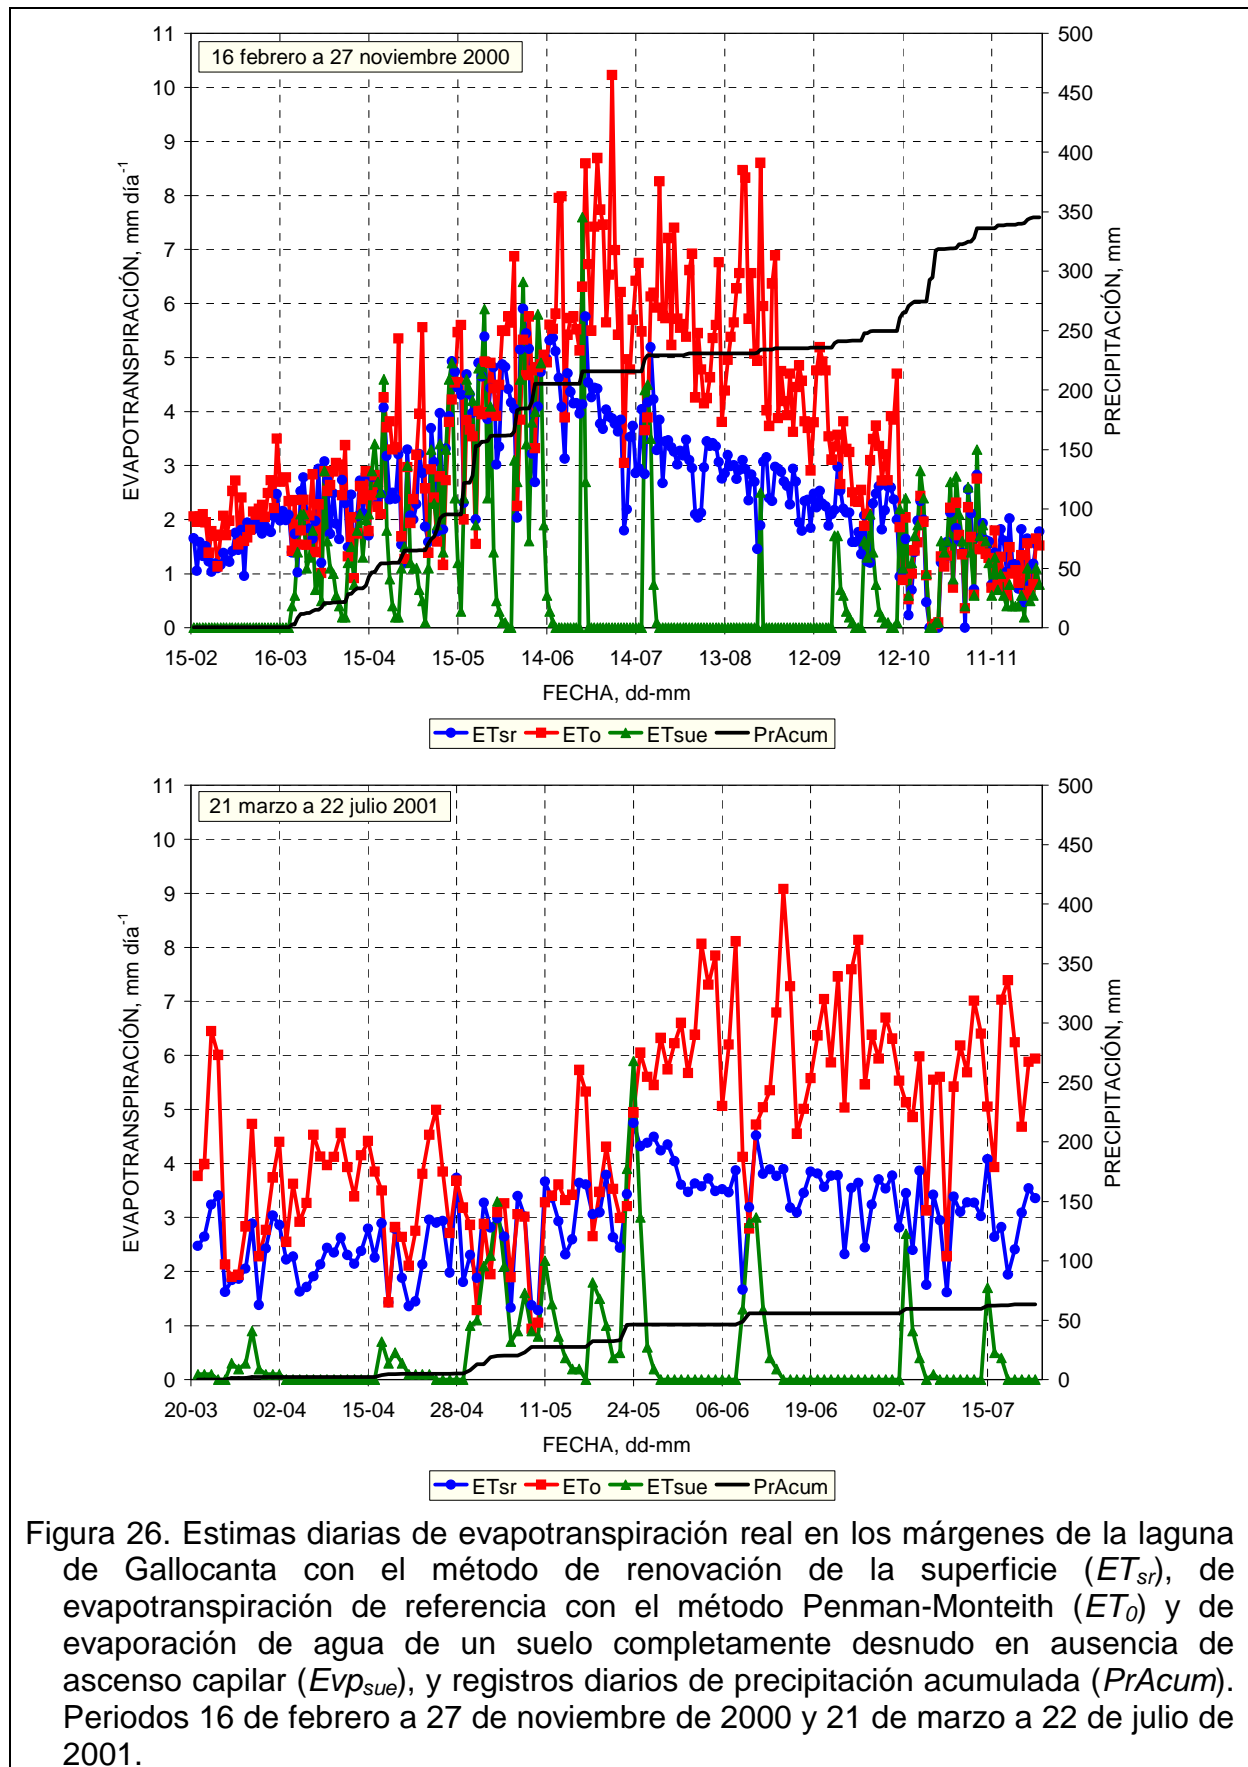 16 febrero a 27 noviembre 2000
EVAPOTRANSPIRACIÓN, mm día-1
11
10
9
8
7
6
5
4
3
2
1
0
500
450
400
350
300
250
200
150
100
50
0
PRECIPITACIÓN, mm
15-02 16-03 15-04 15-05 14-06 14-07 13-08 12-09 12-10 11-11
FECHA, dd-mm
ETsr ETo ETsue PrAcum
21 marzo a 22 julio 2001
EVAPOTRANSPIRACIÓN, mm día-1
11
10
9
8
7
6
5
4
3
2
1
0
500
450
400
350
300
250
200
150
100
50
0
PRECIPITACIÓN, mm
20-03 02-04 15-04 28-04 11-05 24-05 06-06 19-06 02-07 15-07
FECHA, dd-mm
ETsr ETo ETsue PrAcum
Figura 26. Estimas diarias de evapotranspiración real en los márgenes de la laguna
de Gallocanta con el método de renovación de la superficie (ETsr), de
evapotranspiración de referencia con el método Penman-Monteith (ET0) y de
evaporación de agua de un suelo completamente desnudo en ausencia de
ascenso capilar (Evpsue), y registros diarios de precipitación acumulada (PrAcum).
Periodos 16 de febrero a 27 de noviembre de 2000 y 21 de marzo a 22 de julio de
2001.